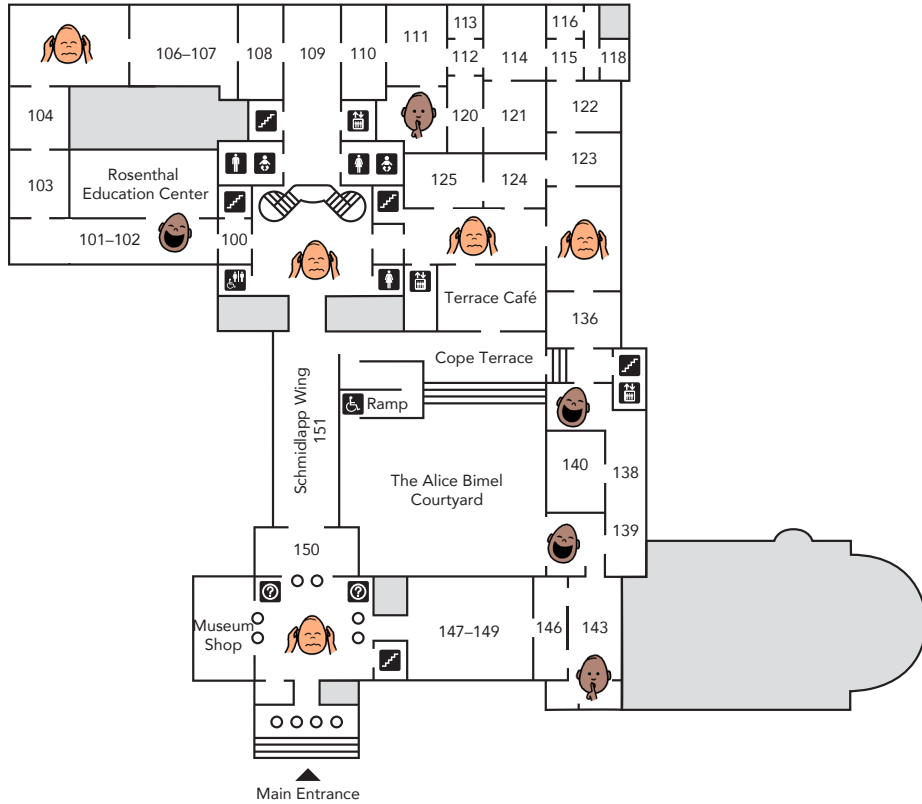 113
116
111
106–107
108
109
110
112
114
115
118
104
120
121
122
123
Rosenthal
Education Center
103
125
124
101–102
100
Terrace Café
136
Cope Terrace
Schmidlapp Wing
151
Ramp
140
138
The Alice Bimel
Courtyard
139
150
?
?
Museum
Shop
147–149
146
143
Main Entrance